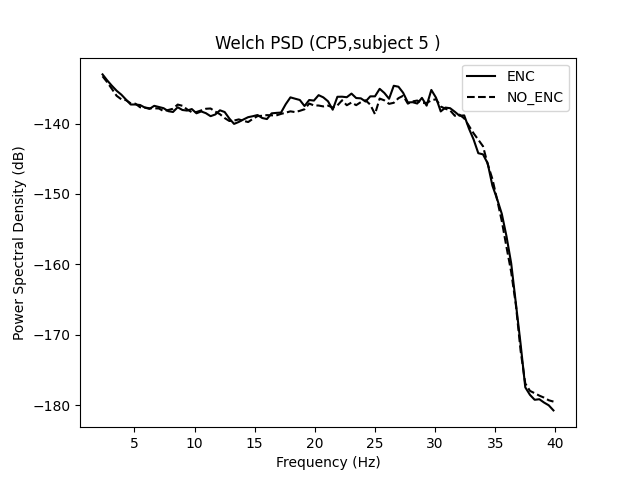 Welch PSD (CP5,subject 5 )
ENC
NO_ENC
Power Spectral Density (dB)
−140
−150
−160
−170
−180
5 10 15 20 25 30 35 40
Frequency (Hz)